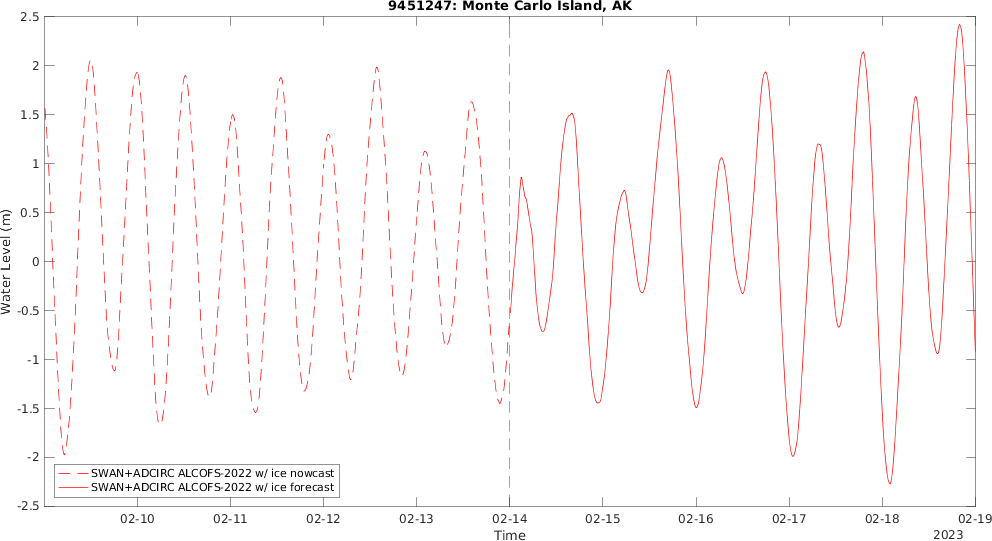 9451247: Monte Carlo Island, AK
2.5
2
1.5
1
0.5
0
-0.5
-1
-1.5
-2
-2.5
Water Level (m)
SWAN+ADCIRC ALCOFS-2022 w/ ice nowcast
SWAN+ADCIRC ALCOFS-2022 w/ ice forecast
02-10 02-11 02-12 02-13 02-14 02-15 02-16 02-17 02-18 02-19
Time
2023